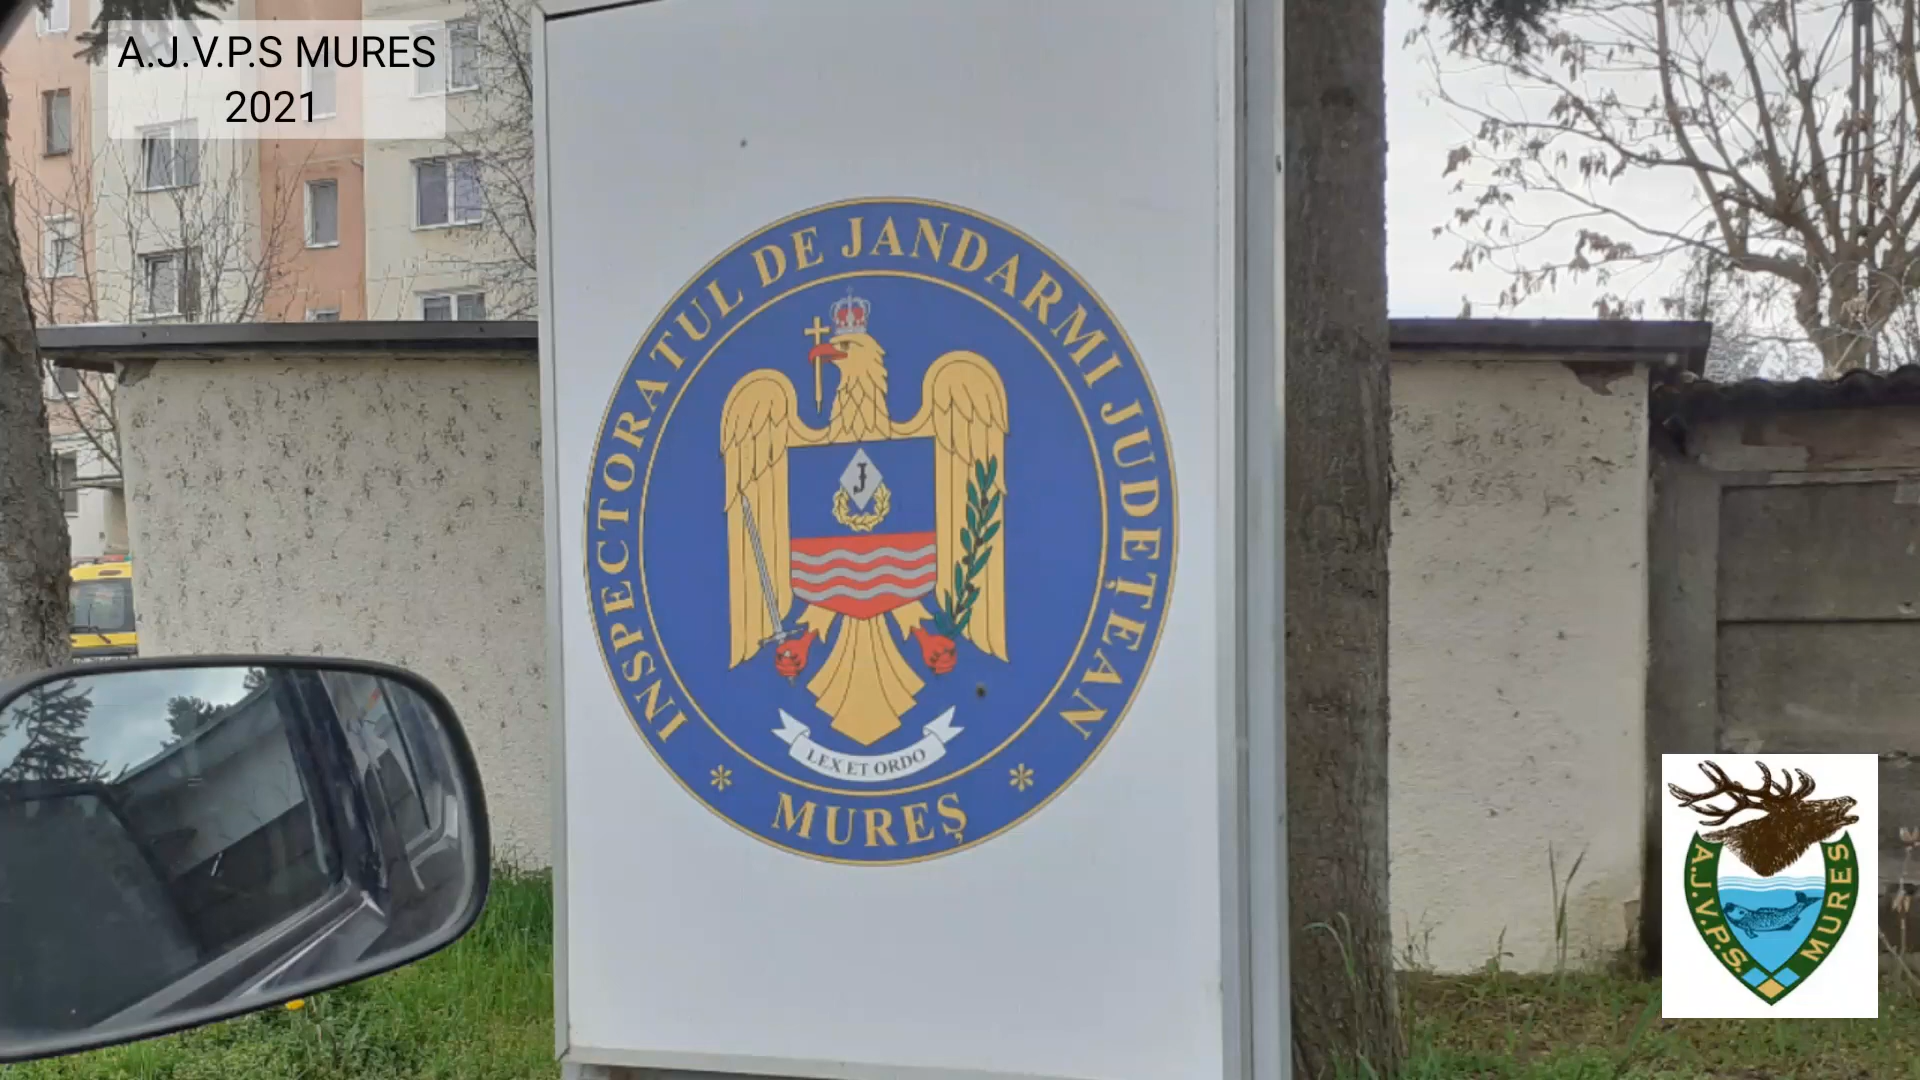 A.J.V.P.S MURES
2021
INSPECTORATUL DE JANDARMI JUDEȚEAN
J
LEX ET ORDO
* MUREȘ *
A.J.V.P.S. MURES